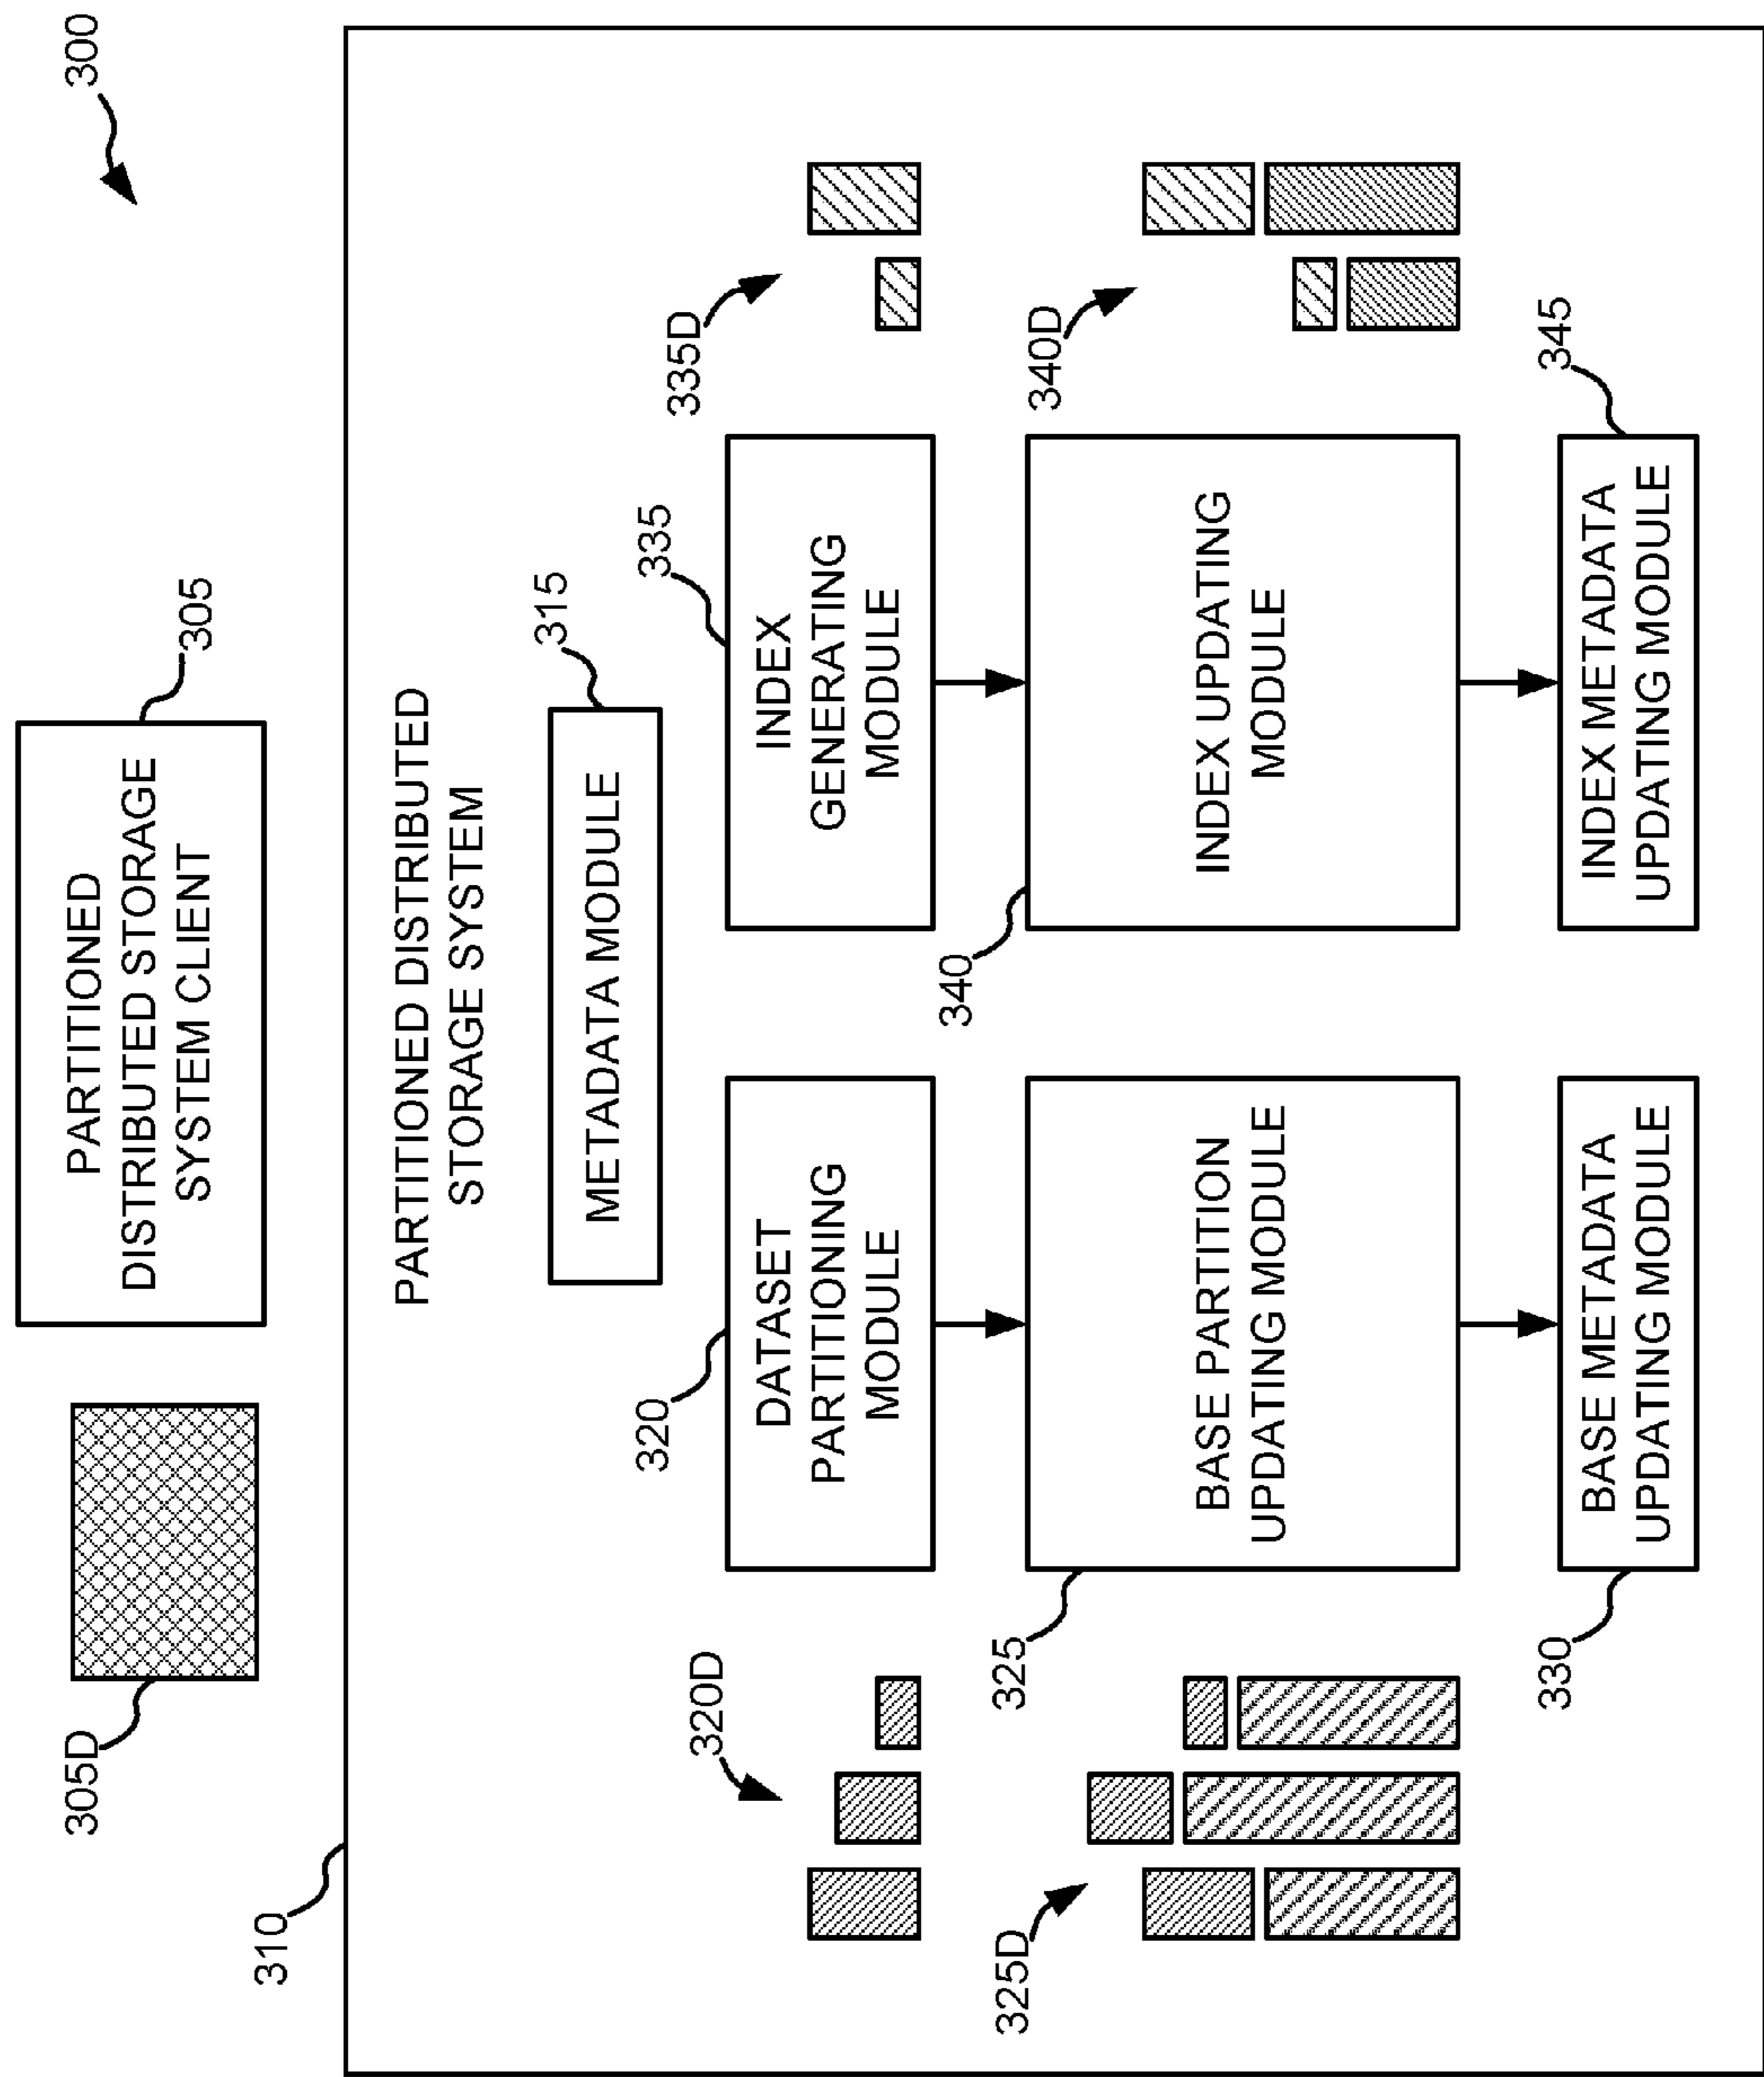 300
305D
PARTITIONED
DISTRIBUTED STORAGE
SYSTEM CLIENT
305
310
PARTITIONED DISTRIBUTED
STORAGE SYSTEM
METADATA MODULE
315
320D
320
DATASET
PARTITIONING
MODULE
335
INDEX
GENERATING
MODULE
335D
325D
325
BASE PARTITION
UPDATING MODULE
340
INDEX UPDATING
MODULE
340D
330
BASE METADATA
UPDATING MODULE
INDEX METADATA
UPDATING MODULE
345